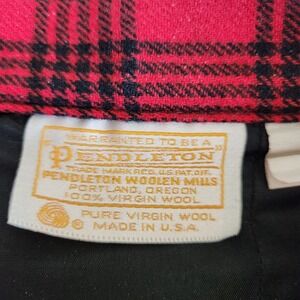 WARRANTED TO BE A
"PENDLETON"
TRADE MARK REG. U.S. PAT. OFF.
PENDLETON WOOLEN MILLS
PORTLAND, OREGON
100% VIRGIN WOOL
PURE VIRGIN WOOL
® MADE IN U.S.A.